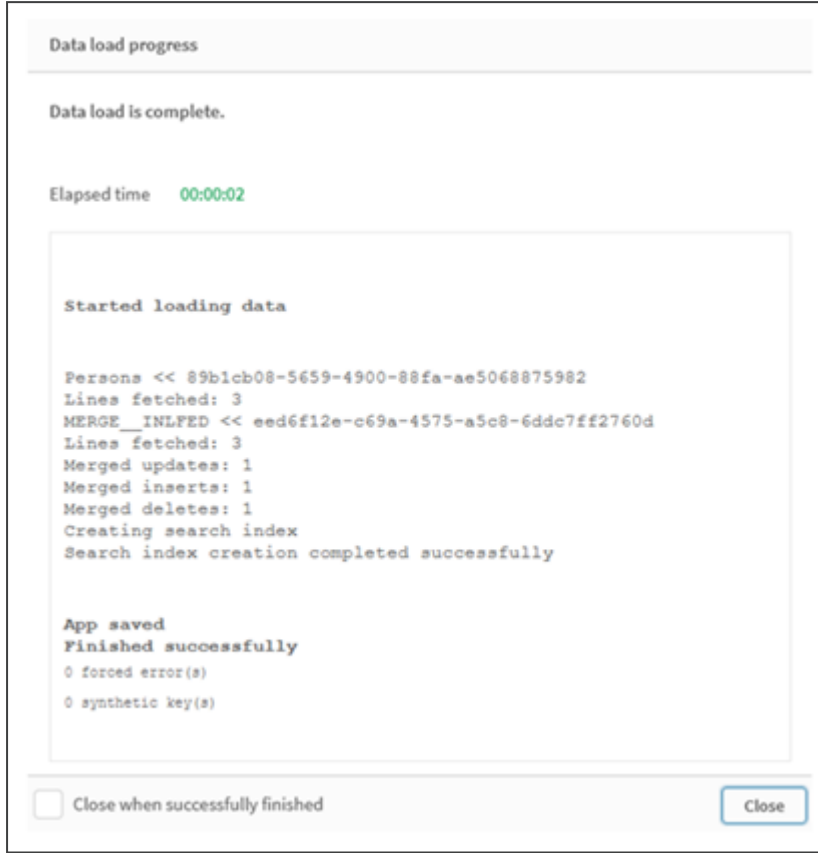 Data load progress
Data load is complete.
Elapsed time 00:00:02
Started loading data
Persons << 89b1cb08-5659-4900-88fa-ae5068875982
Lines fetched: 3
MERGE__INLFED << eed6f12e-c69a-4575-a5c8-6ddc7ff2760d
Lines fetched: 3
Merged updates: 1
Merged inserts: 1
Merged deletes: 1
Creating search index
Search index creation completed successfully
App saved
Finished successfully
0 forced error(s)
0 synthetic key(s)
Close when successfully finished
Close